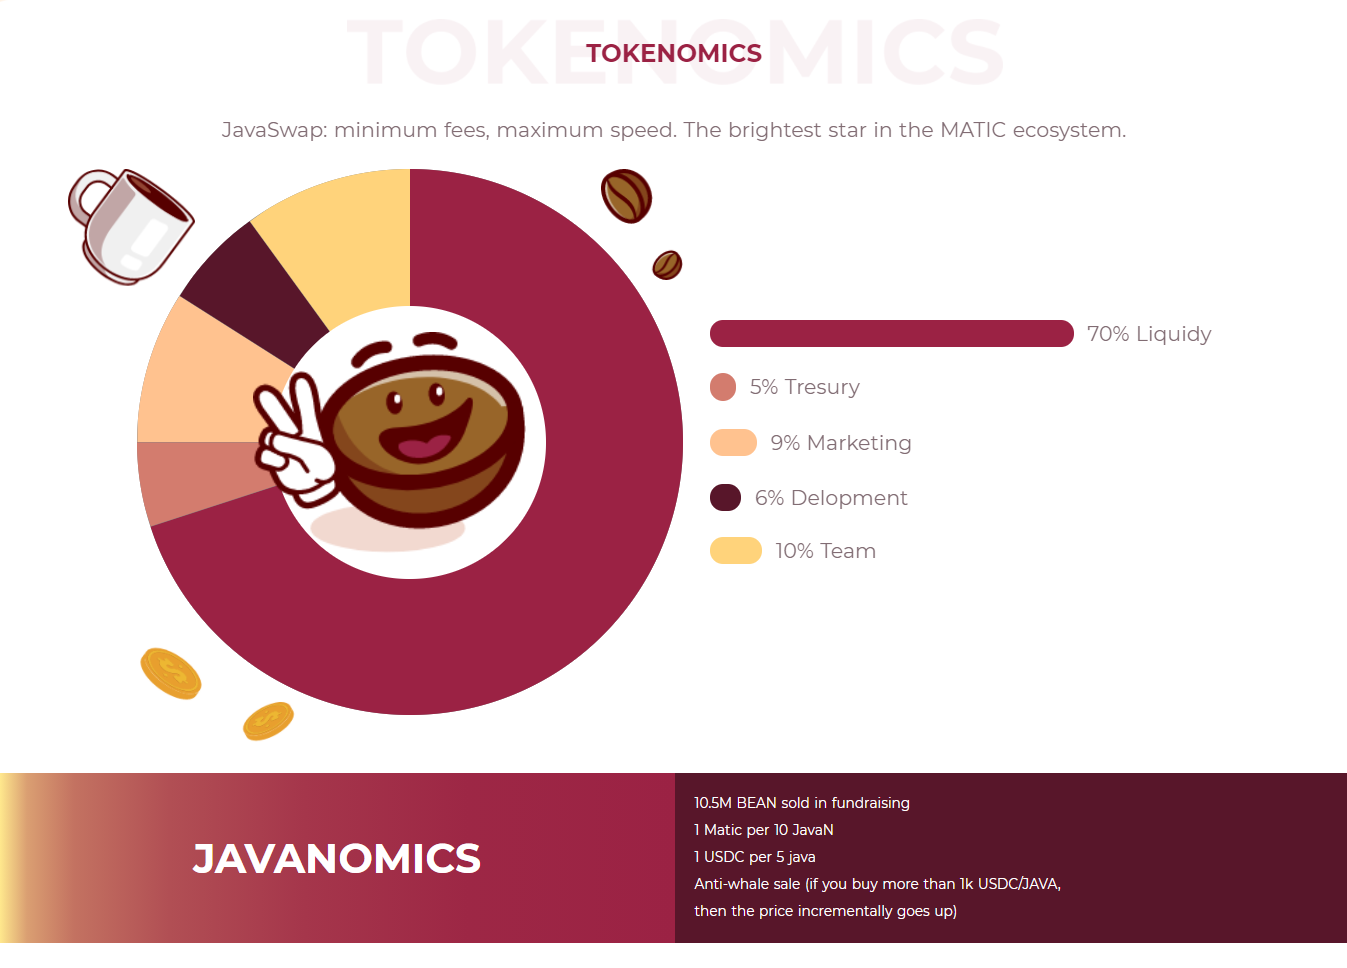 TOKENOMICS
TOKENOMICS
JavaSwap: minimum fees, maximum speed. The brightest star in the MATIC ecosystem.
70% Liquidy
5% Tresury
9% Marketing
6% Delopment
10% Team
JAVANOMICS
10.5M BEAN sold in fundraising
1 Matic per 10 JavaN
1 USDC per 5 java
Anti-whale sale (if you buy more than 1k USDC/JAVA,
then the price incrementally goes up)